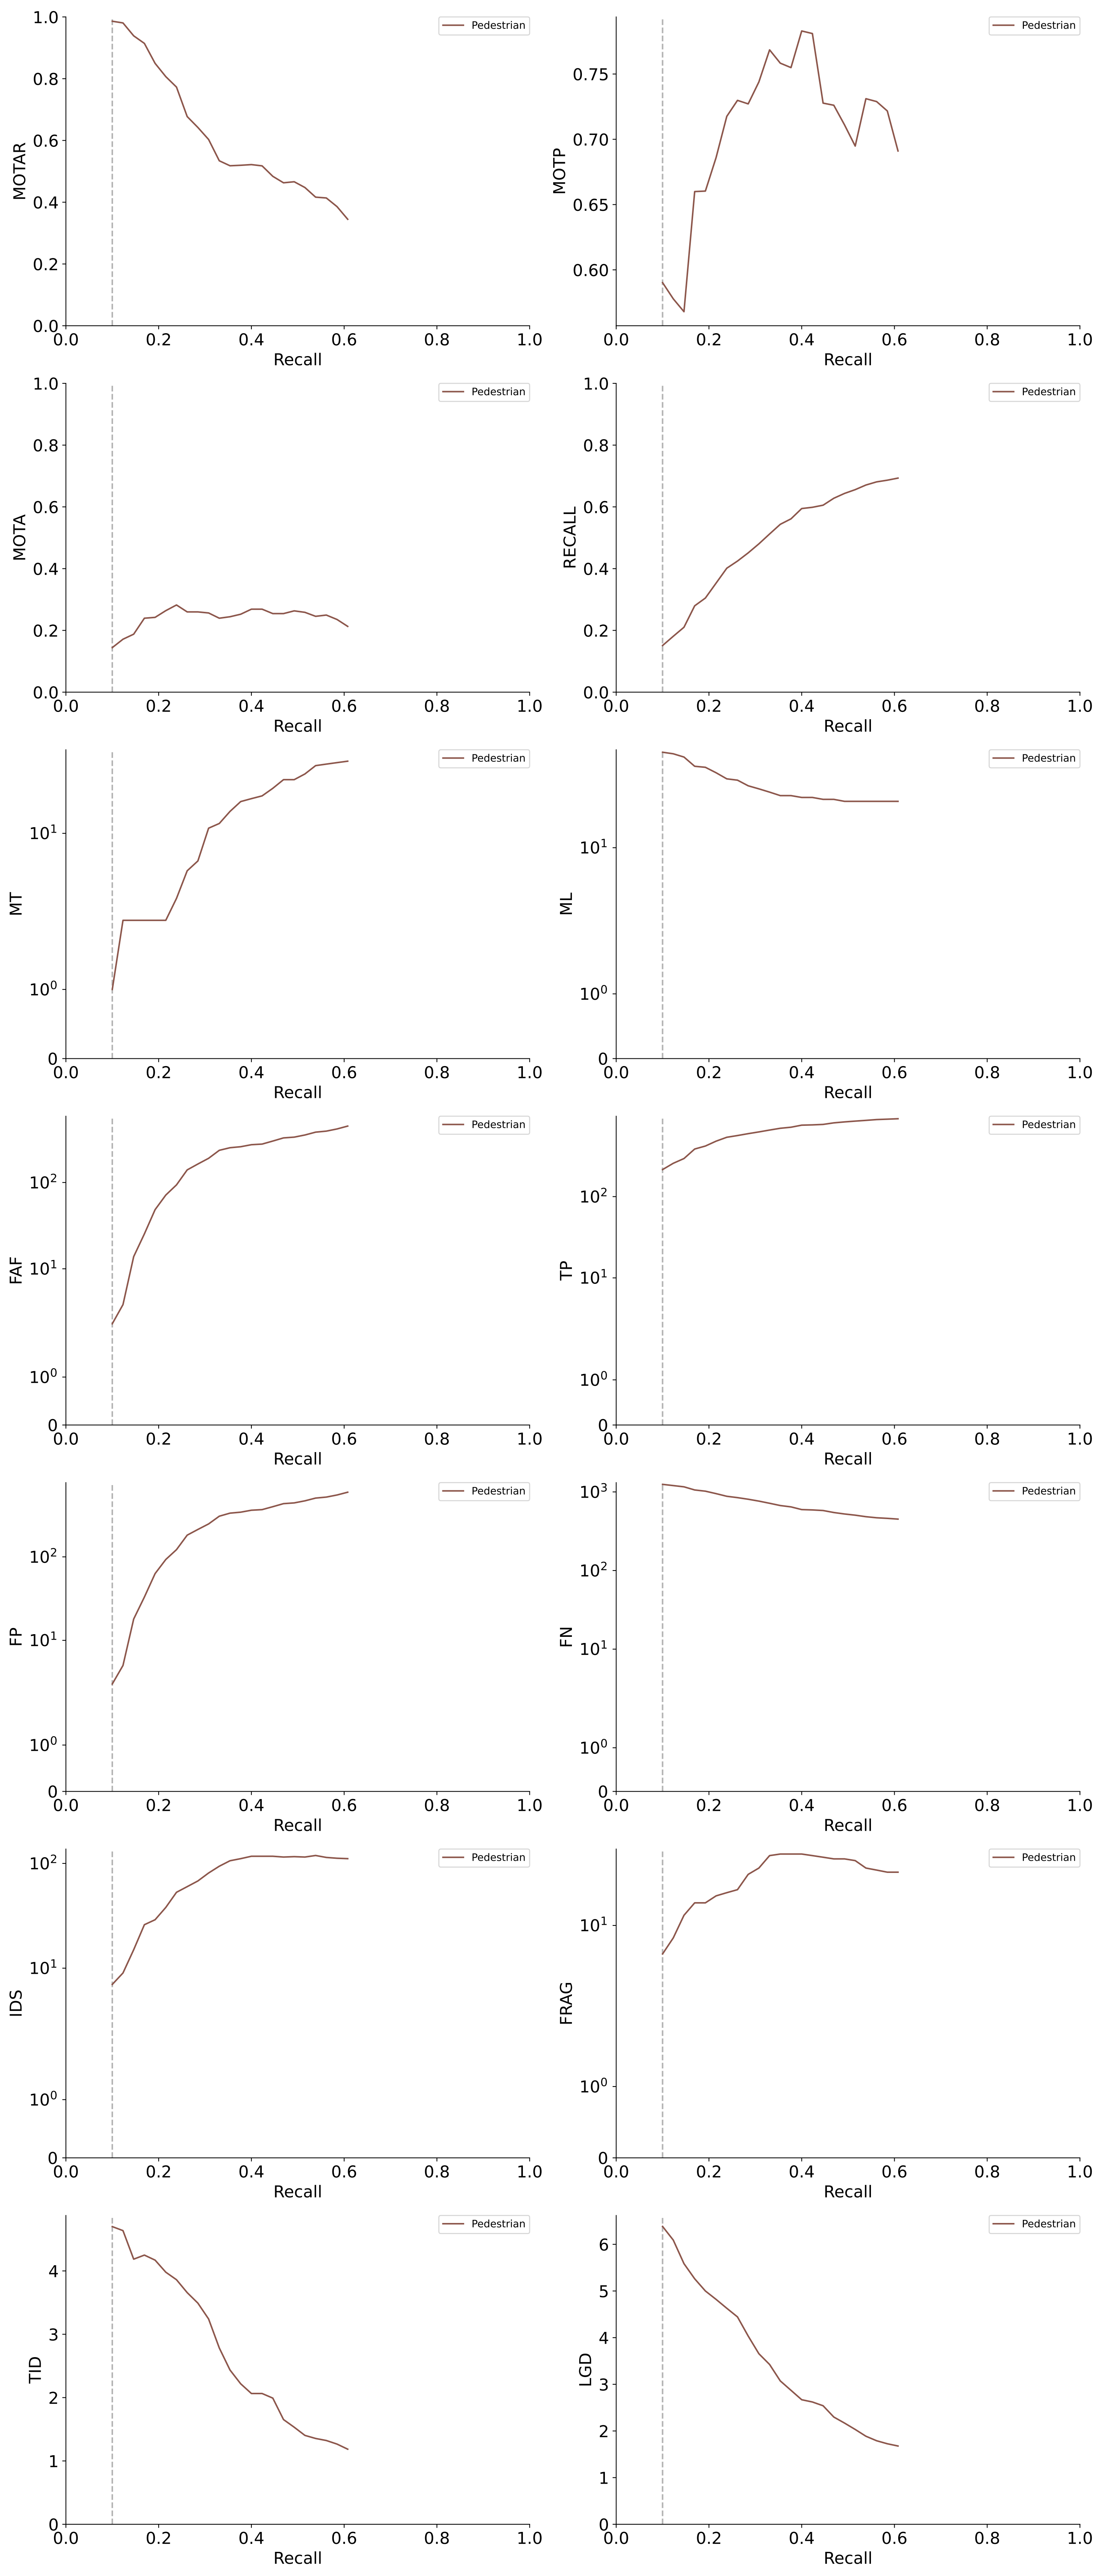 Pedestrian
MOTAR
1.0
0.8
0.6
0.4
0.2
0.0
0.0 0.2 0.4 0.6 0.8 1.0
Recall
Pedestrian
MOTP
0.75
0.70
0.65
0.60
0.0 0.2 0.4 0.6 0.8 1.0
Recall
Pedestrian
MOTA
1.0
0.8
0.6
0.4
0.2
0.0
0.0 0.2 0.4 0.6 0.8 1.0
Recall
Pedestrian
RECALL
1.0
0.8
0.6
0.4
0.2
0.0
0.0 0.2 0.4 0.6 0.8 1.0
Recall
Pedestrian
MT
10¹
10⁰
0
0.0 0.2 0.4 0.6 0.8 1.0
Recall
Pedestrian
ML
10¹
10⁰
0
0.0 0.2 0.4 0.6 0.8 1.0
Recall
Pedestrian
FAF
10²
10¹
10⁰
0
0.0 0.2 0.4 0.6 0.8 1.0
Recall
Pedestrian
TP
10²
10¹
10⁰
0
0.0 0.2 0.4 0.6 0.8 1.0
Recall
Pedestrian
FP
10²
10¹
10⁰
0
0.0 0.2 0.4 0.6 0.8 1.0
Recall
Pedestrian
FN
10³
10²
10¹
10⁰
0
0.0 0.2 0.4 0.6 0.8 1.0
Recall
Pedestrian
IDS
10²
10¹
10⁰
0
0.0 0.2 0.4 0.6 0.8 1.0
Recall
Pedestrian
FRAG
10¹
10⁰
0
0.0 0.2 0.4 0.6 0.8 1.0
Recall
Pedestrian
TID
4
3
2
1
0
0.0 0.2 0.4 0.6 0.8 1.0
Recall
Pedestrian
LGD
6
5
4
3
2
1
0
0.0 0.2 0.4 0.6 0.8 1.0
Recall